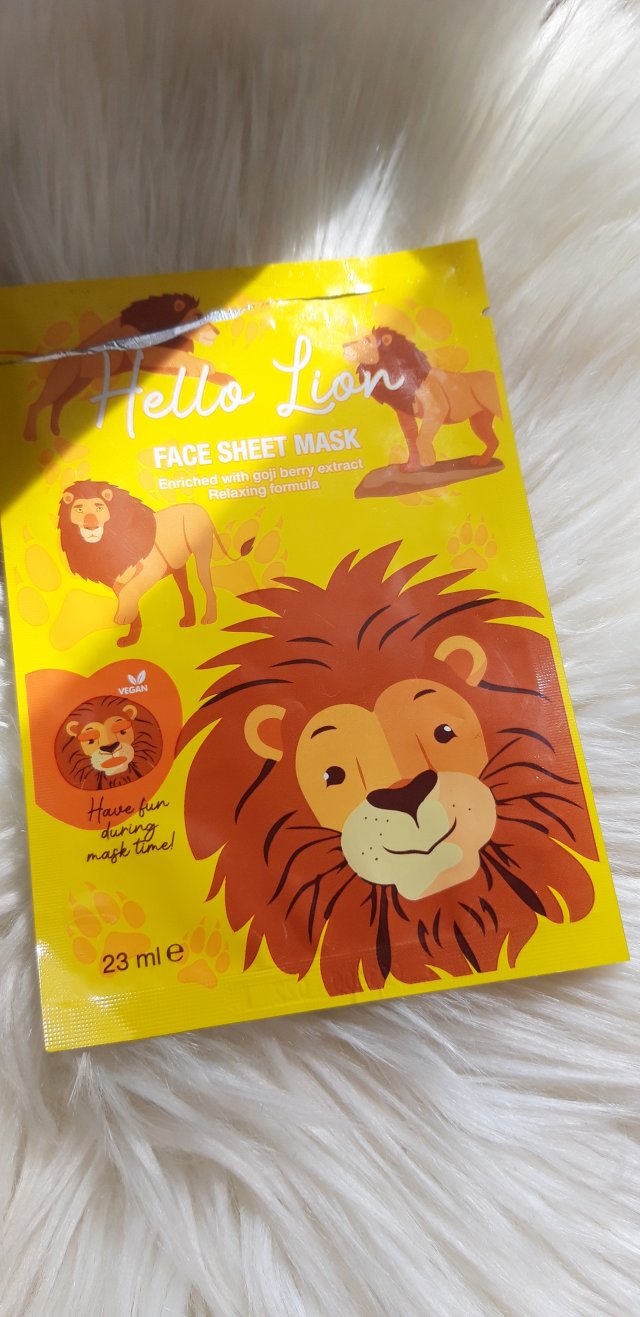 Hello Lion
FACE SHEET MASK
Enriched with goji berry extract
Relaxing formula
VEGAN
Have fun
during
mask time!
23 ml ℮